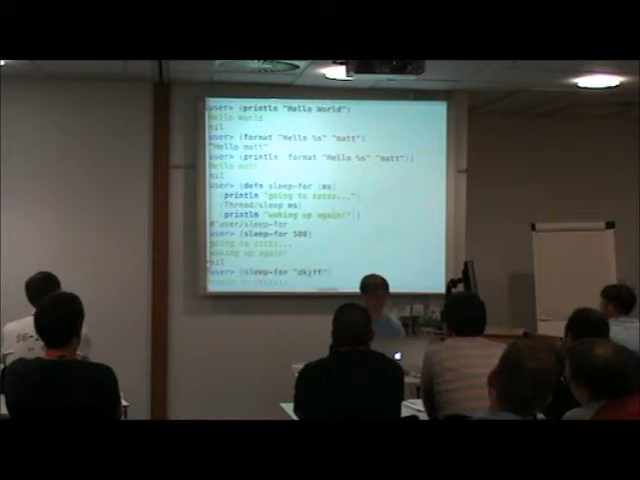 user> (println "Hello World")
Hello World
nil
user> (format "Hello %s" "matt")
"Hello matt"
user> (println (format "Hello %s" "matt"))
Hello matt
nil
user> (defn sleep-for [ms]
(println "going to zzzzz...")
(Thread/sleep ms)
(println "waking up again!"))
#'user/sleep-for
user> (sleep-for 500)
going to zzzzz...
waking up again!
nil
user> (sleep-for "dkjff")